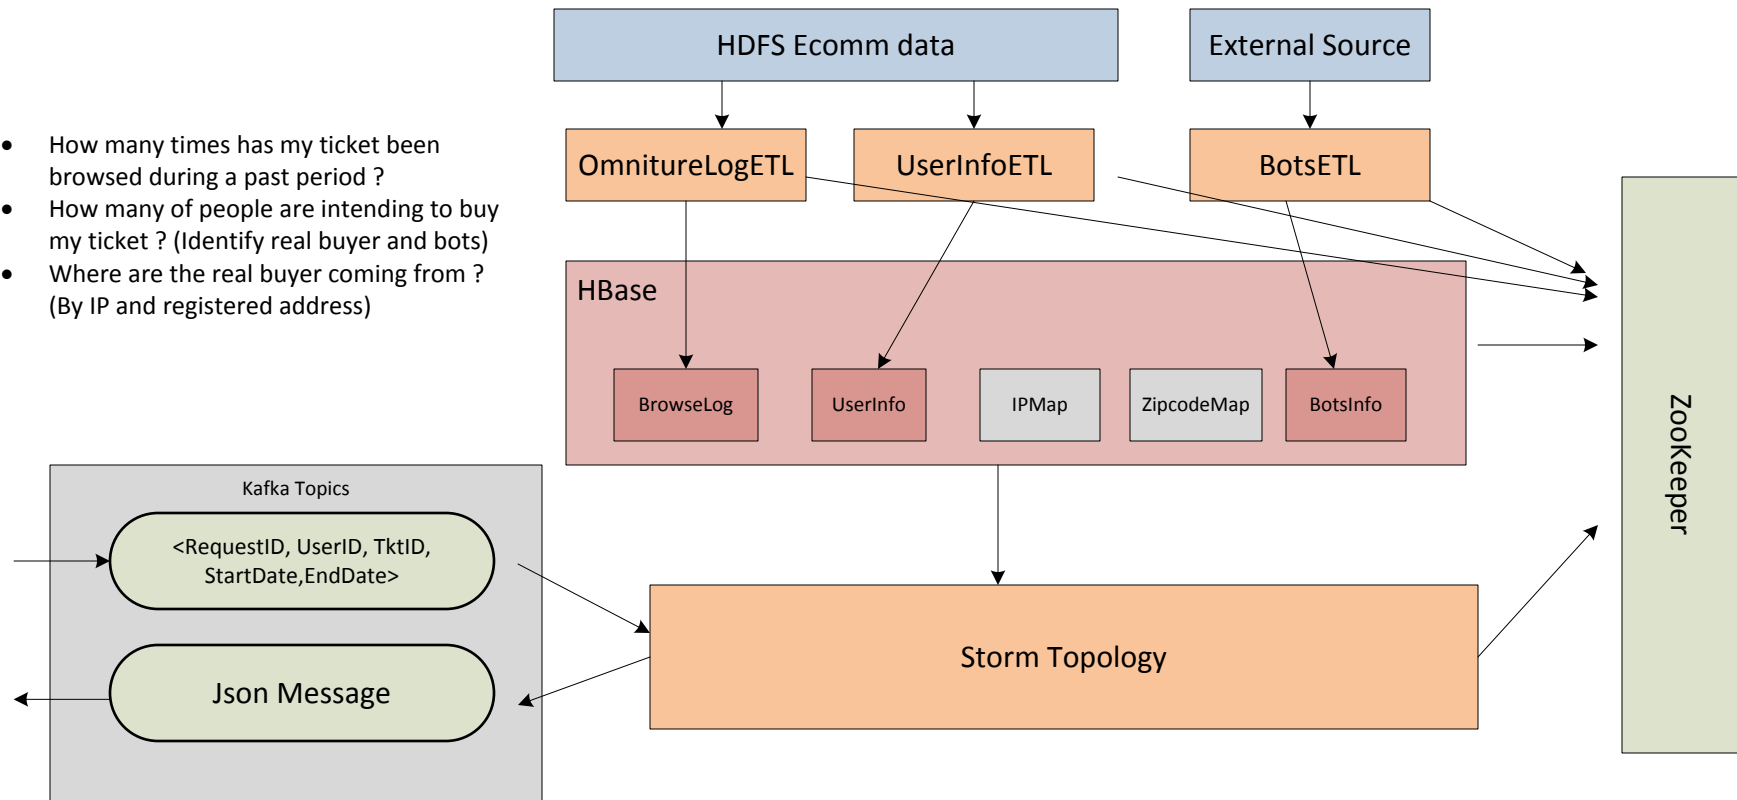 HDFS Ecomm data
External Source
• How many times has my ticket been
browsed during a past period ?
• How many of people are intending to buy
my ticket ? (Identify real buyer and bots)
• Where are the real buyer coming from ?
(By IP and registered address)
OmnitureLogETL
UserInfoETL
BotsETL
HBase
BrowseLog
UserInfo
IPMap
ZipcodeMap
BotsInfo
ZooKeeper
Kafka Topics
<RequestID, UserID, TktID,
StartDate,EndDate>
Json Message
Storm Topology